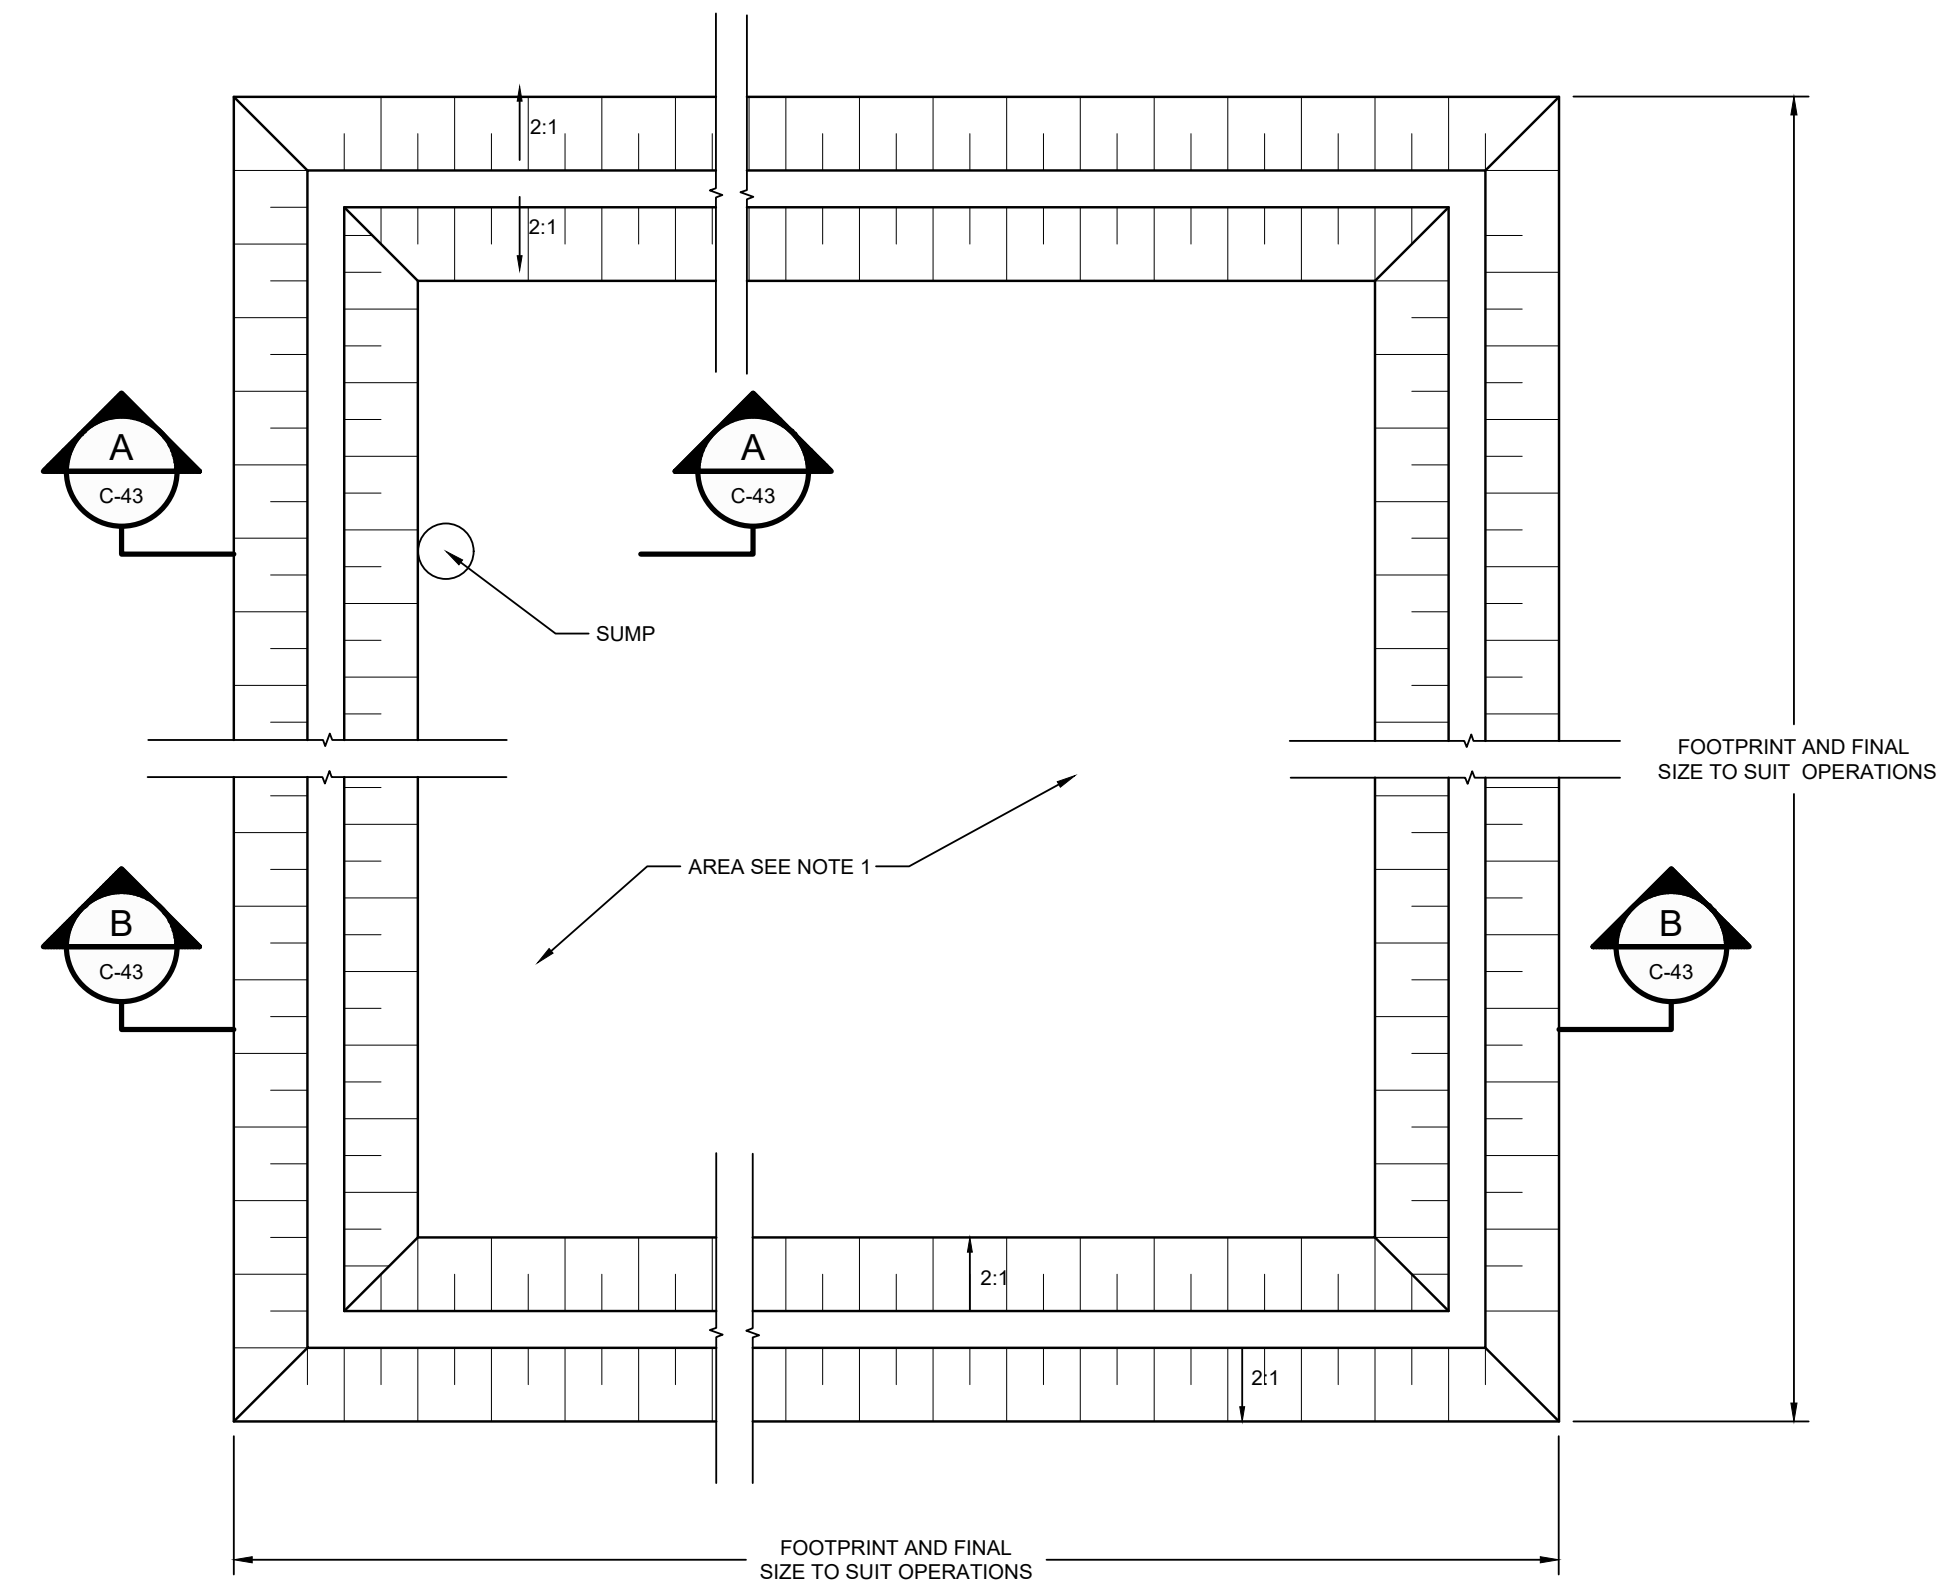 2:1
2:1
A
C-43
A
C-43
SUMP
FOOTPRINT AND FINAL
SIZE TO SUIT OPERATIONS
AREA SEE NOTE 1
B
C-43
B
C-43
2:1
2:1
FOOTPRINT AND FINAL
SIZE TO SUIT OPERATIONS